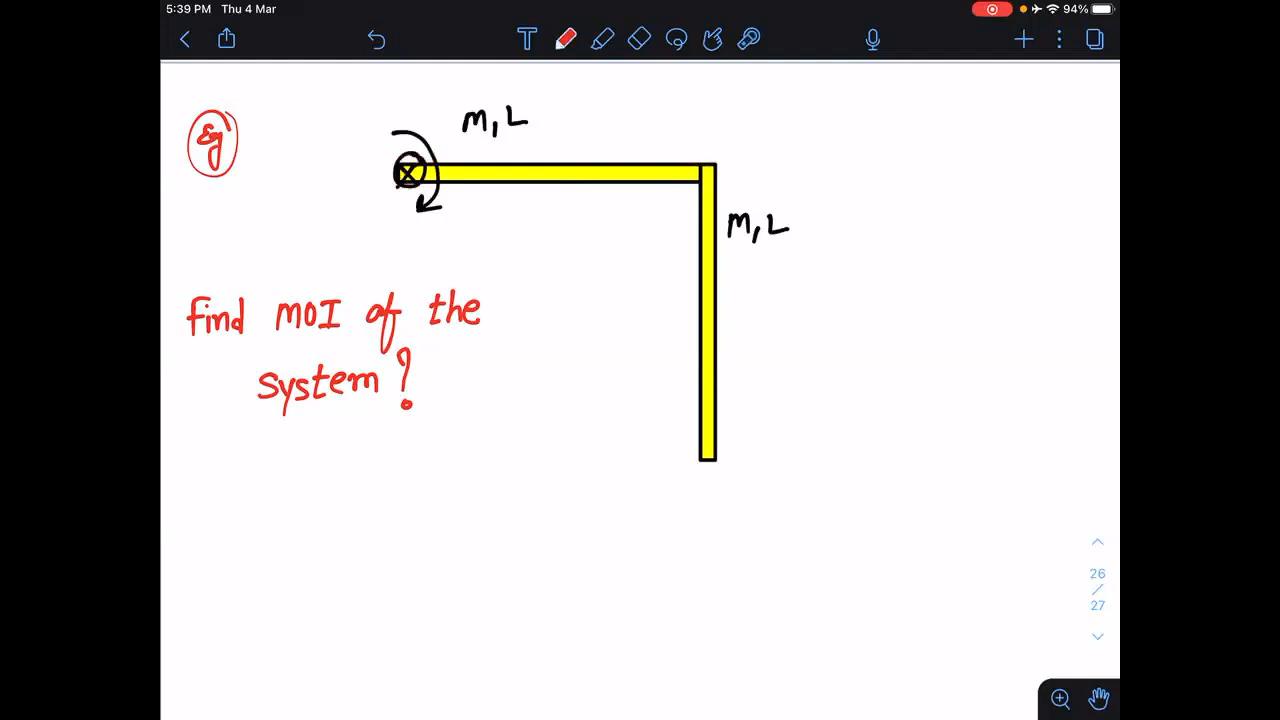 5:39 PM Thu 4 Mar
94%
Eg
M, L
M, L
find MOI of the
system?
26
/
27